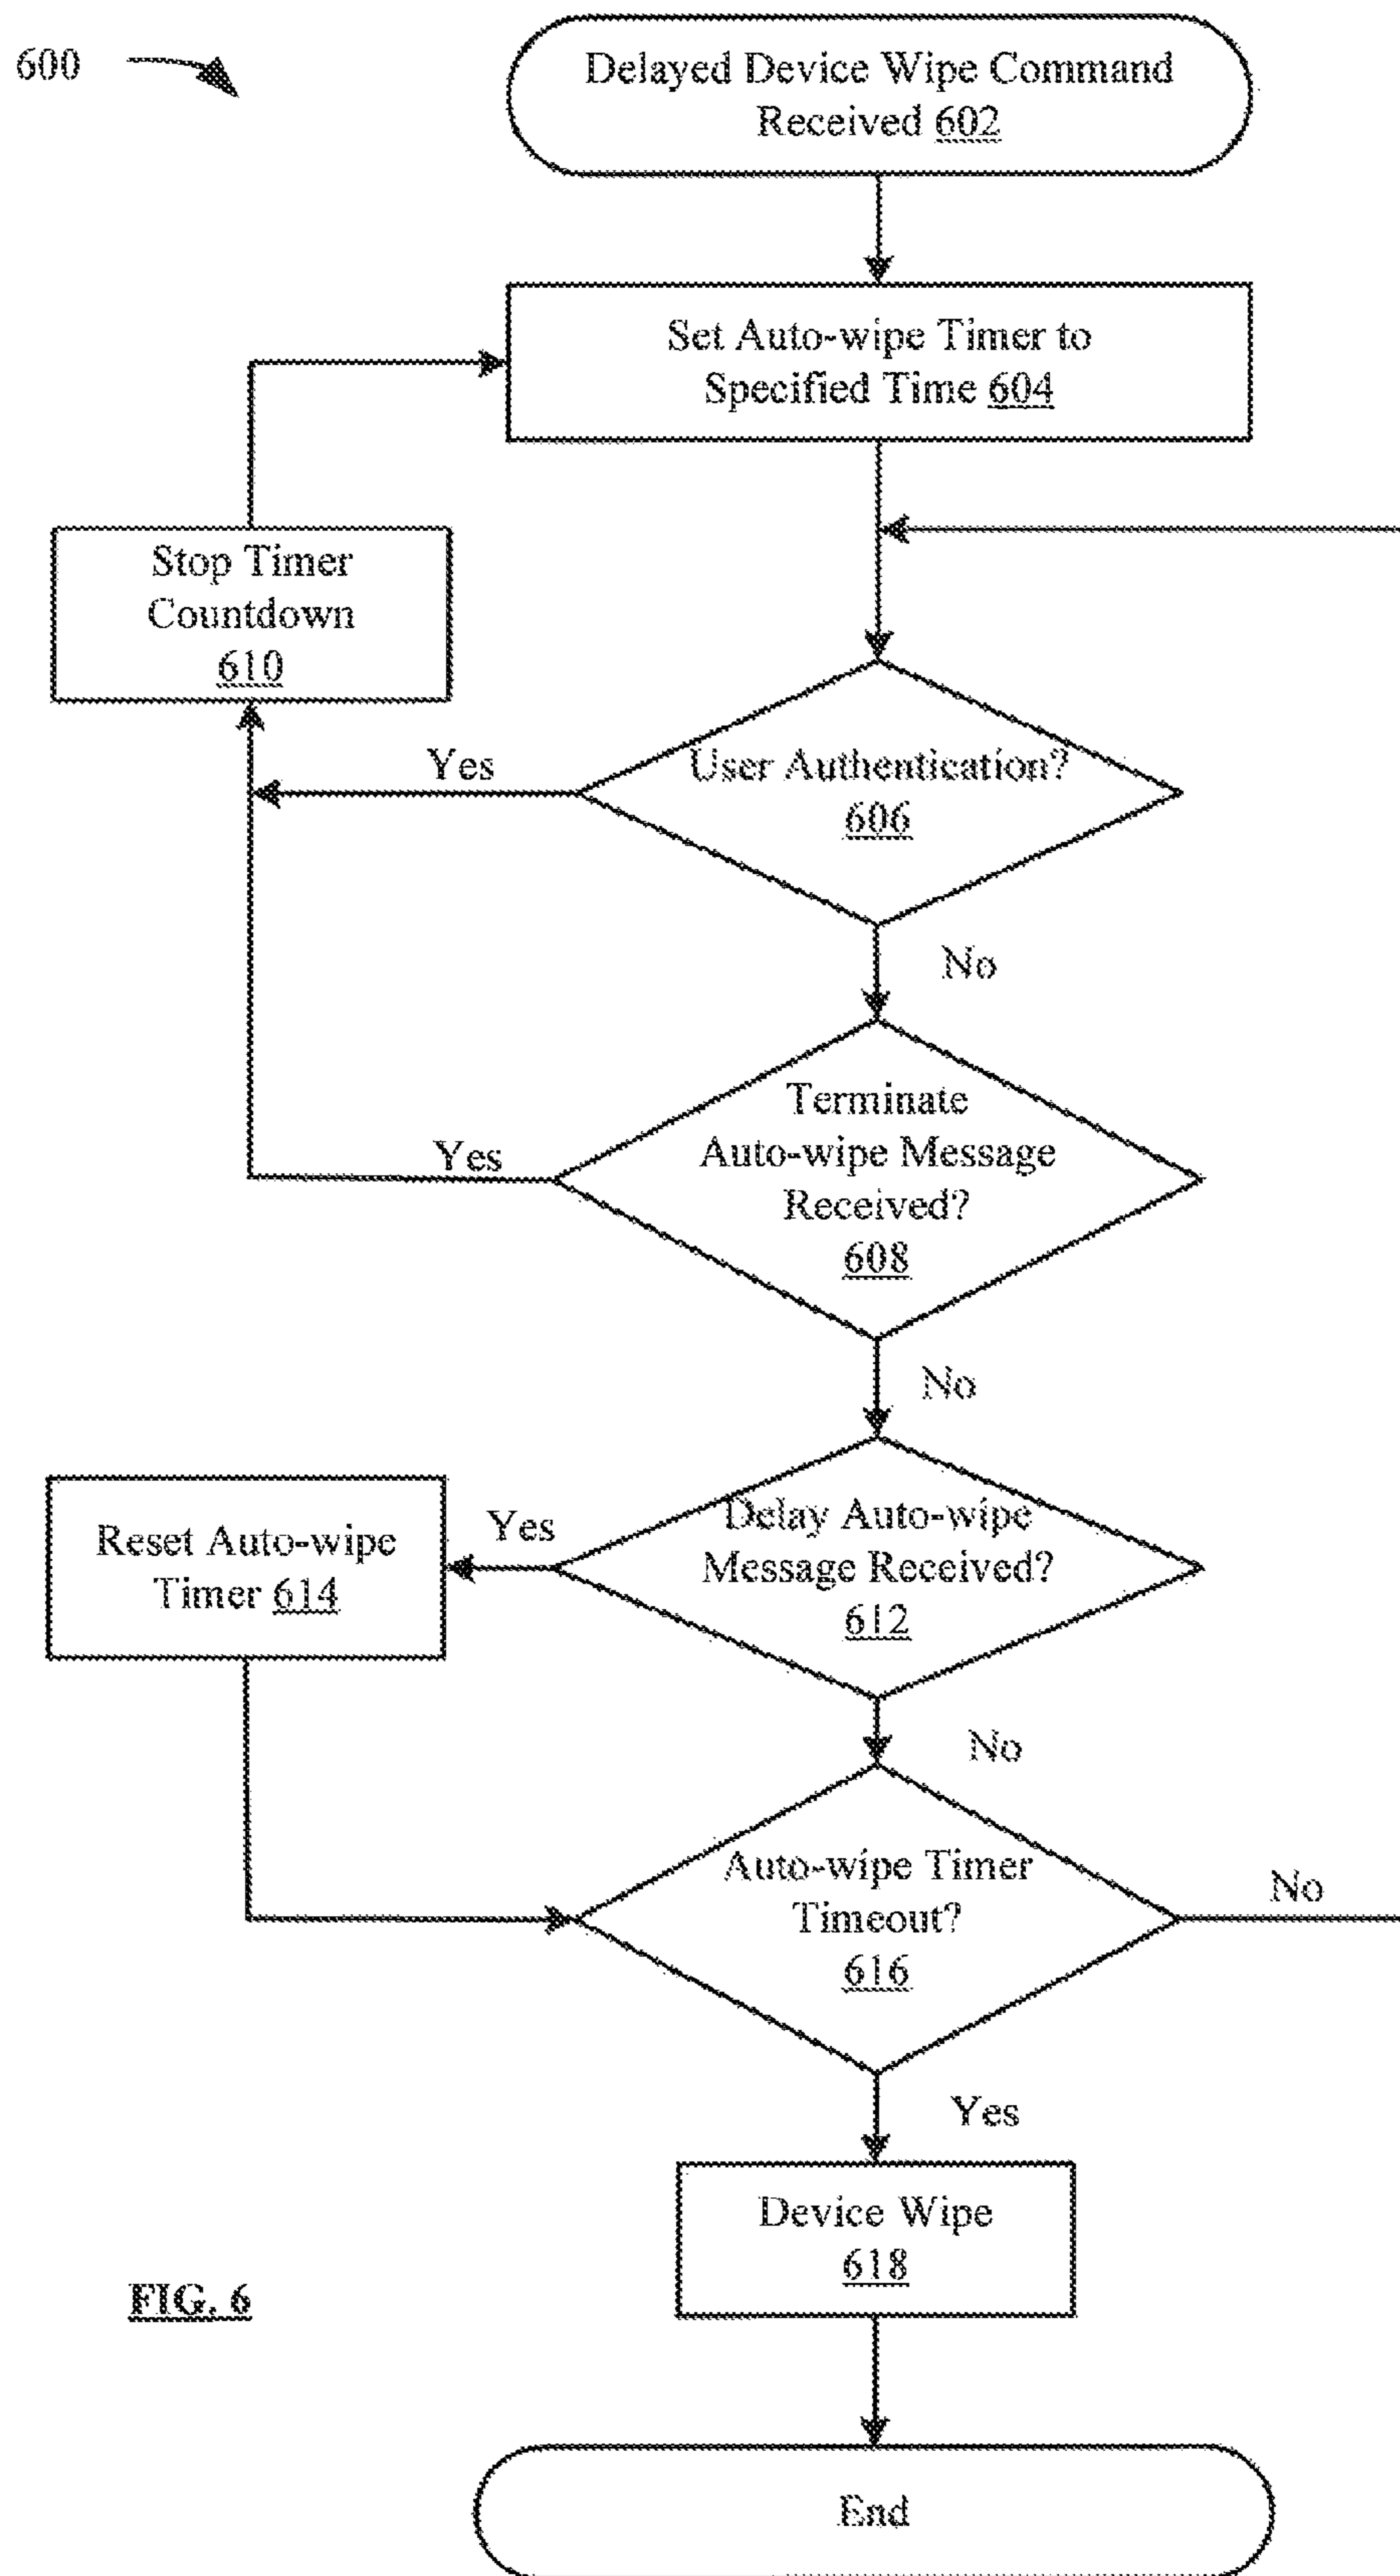 600
Delayed Device Wipe Command
Received 602
Set Auto-wipe Timer to
Specified Time 604
Stop Timer
Countdown
610
Yes
User Authentication?
606
No
Terminate
Auto-wipe Message
Received?
608
Yes
No
Delay Auto-wipe
Message Received?
612
Yes
Reset Auto-wipe
Timer 614
No
Auto-wipe Timer
Timeout?
616
No
Yes
Device Wipe
618
FIG. 6
End